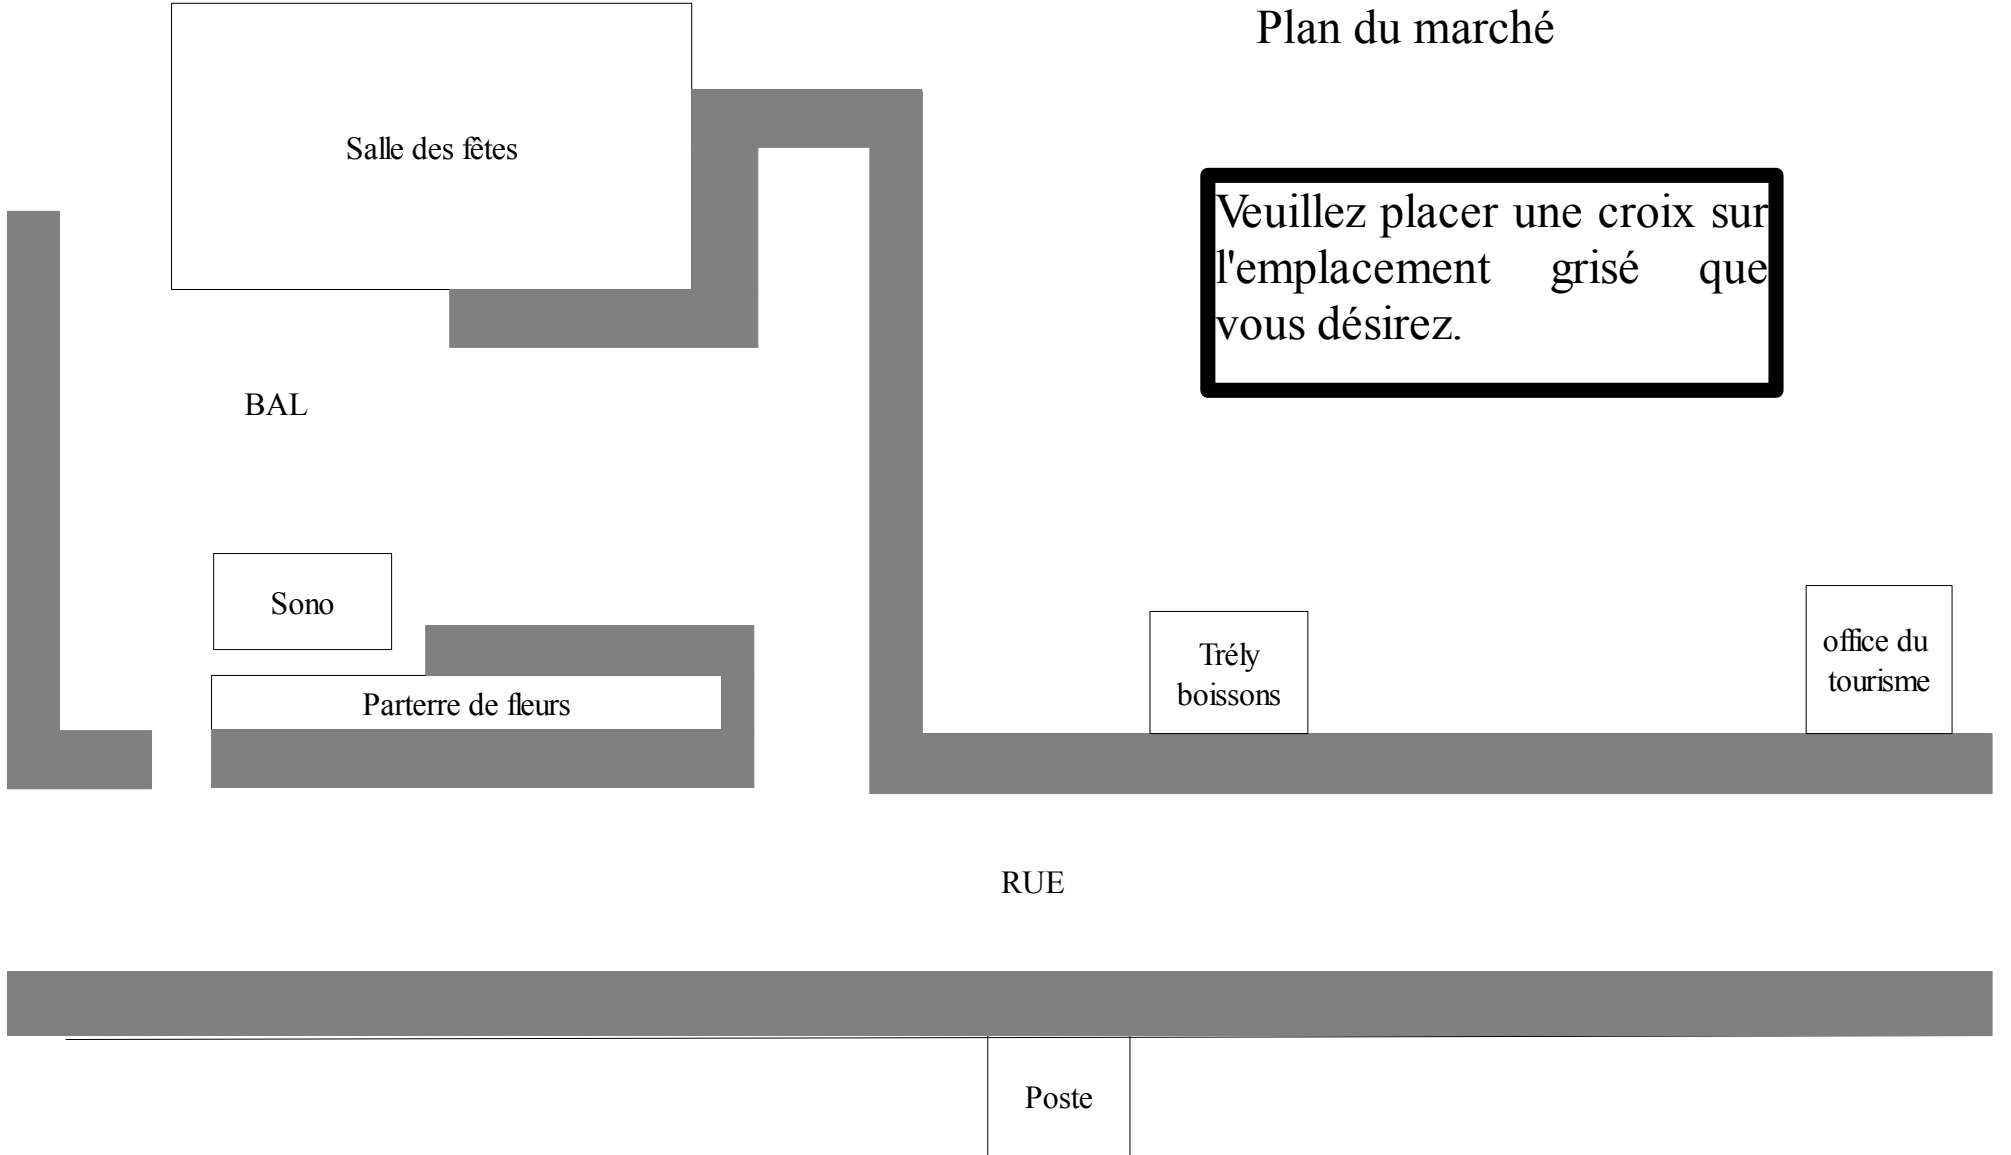 Plan du marché
Salle des fêtes
Veuillez placer une croix sur
l'emplacement grisé que
vous désirez.
BAL
Sono
Trély
boissons
office du
tourisme
Parterre de fleurs
RUE
Poste